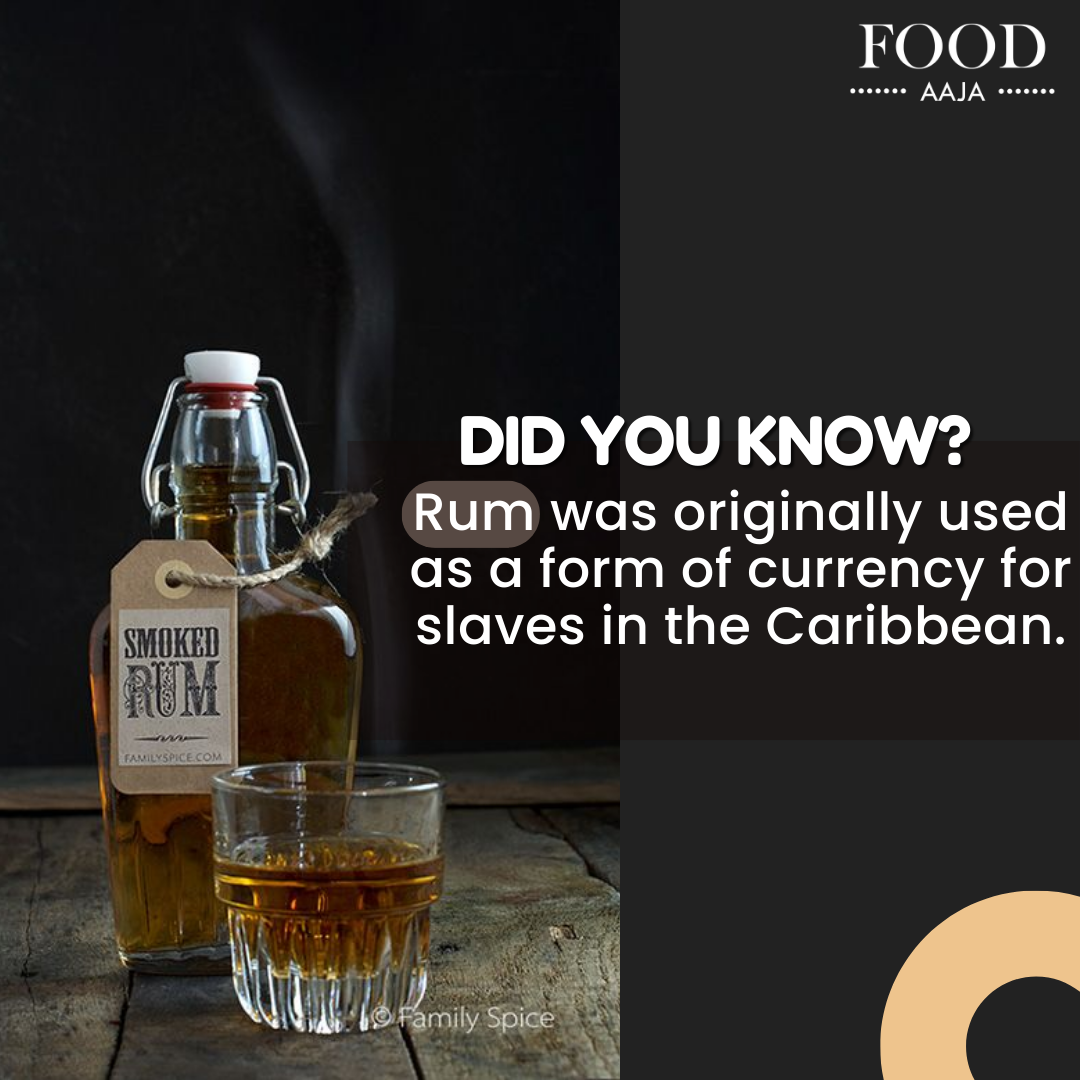 FOOD
AAJA
DID YOU KNOW?
Rum was originally used
as a form of currency for
slaves in the Caribbean.
SMOKED
RUM
FAMILYSPICE.COM
© Family Spice